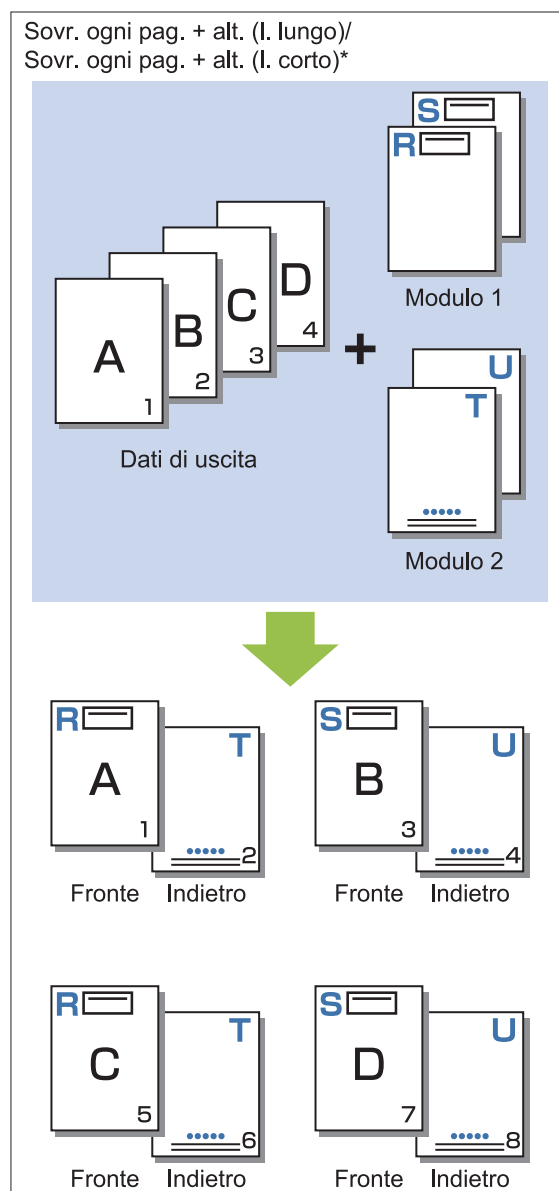 Sovr. ogni pag. + alt. (l. lungo)/
Sovr. ogni pag. + alt. (l. corto)*
S
R
Modulo 1
A 1
B 2
C 3
D 4
+
Dati di uscita
U
T
Modulo 2
R
A
1
T
2
Fronte Indietro
S
B
3
U
4
Fronte Indietro
R
C
5
T
6
Fronte Indietro
S
D
7
U
8
Fronte Indietro